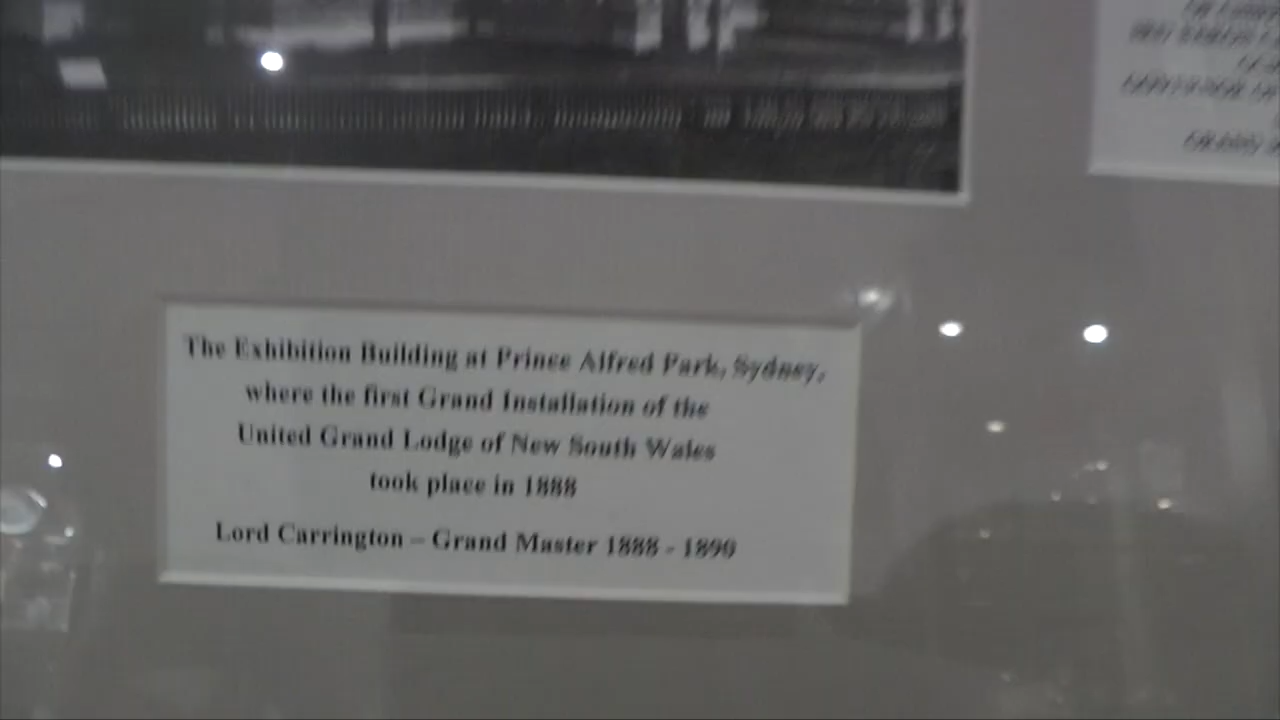 The Exhibition Building at Prince Alfred Park, Sydney,
where the first Grand Installation of the
United Grand Lodge of New South Wales
took place in 1888
Lord Carrington – Grand Master 1888 - 1890